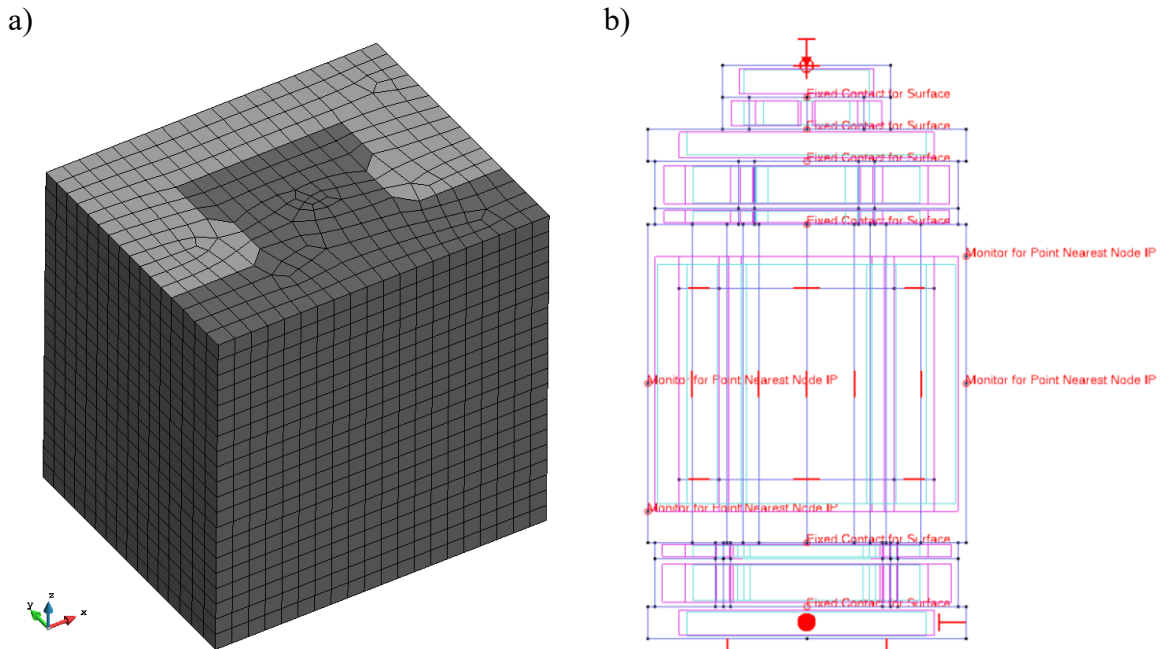 a)
b)
Fixed Contact for Surface
Fixed Contact for Surface
Fixed Contact for Surface
Fixed Contact for Surface
Monitor for Point Nearest Node IP
Monitor for Point Nearest Node IP
Monitor for Point Nearest Node IP
Monitor for Point Nearest Node IP
Fixed Contact for Surface
Fixed Contact for Surface
y
z
x